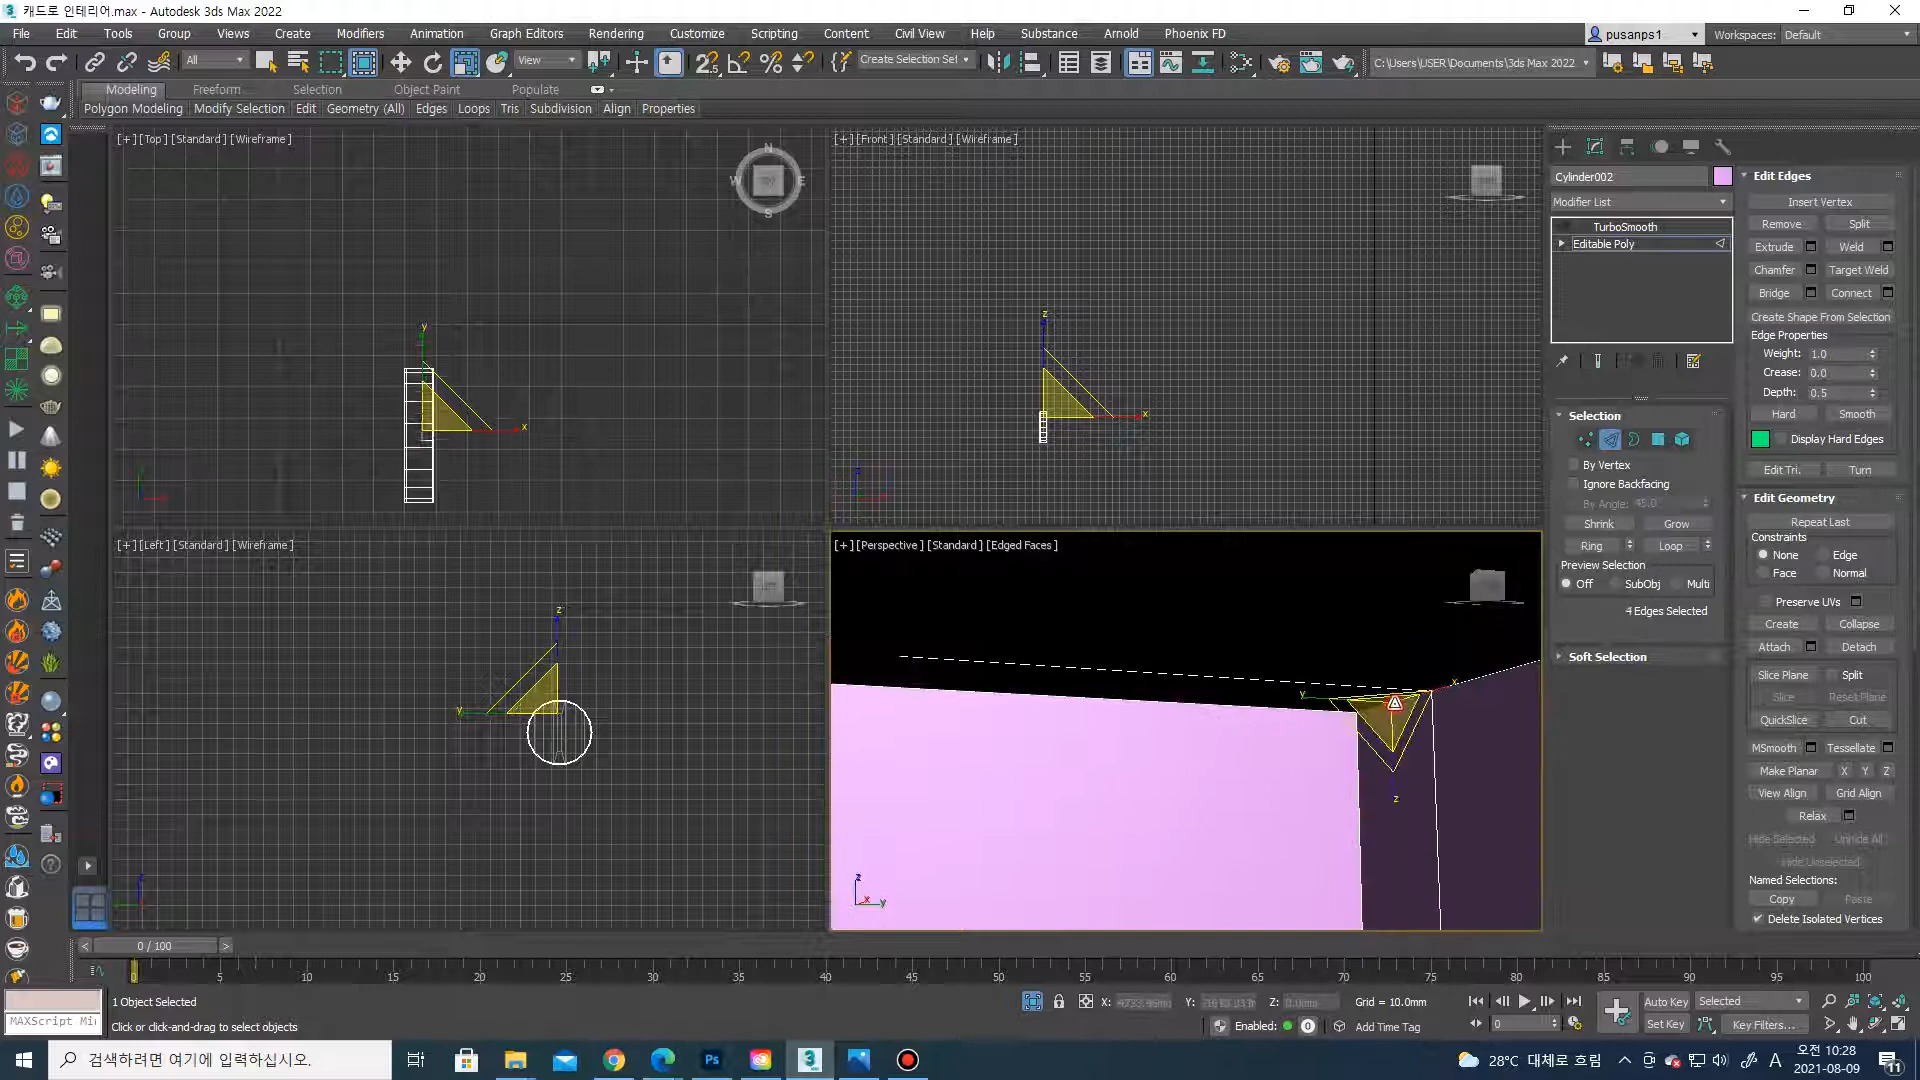 캐드로 인테리어.max - Autodesk 3ds Max 2022
File Edit Tools Group Views Create Modifiers Animation Graph Editors Rendering Customize Scripting Content Civil View Help Substance Arnold Phoenix FD
pusanps1 Workspaces: Default
All View Create Selection Set C:\Users\USER\Documents\3ds Max 2022
Modeling Freeform Selection Object Paint Populate
Polygon Modeling Modify Selection Edit Geometry (All) Edges Loops Tris Subdivision Align Properties
[+] [Top] [Standard] [Wireframe]
N
W E
S
y
x
[+] [Front] [Standard] [Wireframe]
z
x
z
[+] [Left] [Standard] [Wireframe]
z
y
z
[+] [Perspective] [Standard] [Edged Faces]
y
x
z
z
x
y
Cylinder002
Modifier List
TurboSmooth
Editable Poly
Selection
By Vertex
Ignore Backfacing
By Angle: 45.0
Shrink Grow
Ring Loop
Preview Selection
Off SubObj Multi
4 Edges Selected
Soft Selection
Edit Edges
Insert Vertex
Remove Split
Extrude Weld
Chamfer Target Weld
Bridge Connect
Create Shape From Selection
Edge Properties
Weight: 1.0
Crease: 0.0
Depth: 0.5
Hard Smooth
Display Hard Edges
Edit Tri. Turn
Edit Geometry
Repeat Last
Constraints
None Edge
Face Normal
Preserve UVs
Create Collapse
Attach Detach
Slice Plane Split
Slice Reset Plane
QuickSlice Cut
MSmooth Tessellate
Make Planar X Y Z
View Align Grid Align
Relax
Hide Selected Unhide All
Hide Unselected
Named Selections:
Copy Paste
Delete Isolated Vertices
< 0 / 100 >
0 5 10 15 20 25 30 35 40 45 50 55 60 65 70 75 80 85 90 95 100
1 Object Selected
X: Y: Z: Grid = 10.0mm
Auto Key Selected
MAXScript Mi
Click or click-and-drag to select objects
Enabled: 0 Add Time Tag
0
Set Key Key Filters...
검색하려면 여기에 입력하십시오.
Ps
3
28°C 대체로 흐림
A
오전 10:28
2021-08-09
11